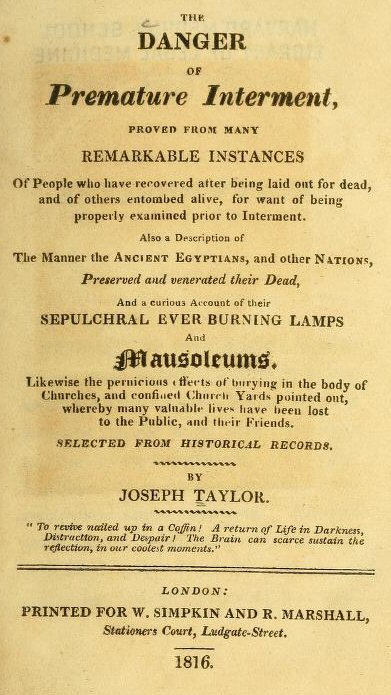 THE
DANGER
OF
Premature Interment,
PROVED FROM MANY
REMARKABLE INSTANCES
Of People who have recovered after being laid out for dead,
and of others entombed alive, for want of being
properly examined prior to Interment.
Also a Description of
The Manner the ANCIENT EGYPTIANS, and other NATIONS,
Preserved and venerated their Dead,
And a curious Account of their
SEPULCHRAL EVER BURNING LAMPS
And
Mausoleums.
Likewise the pernicious effects of burying in the body of
Churches, and confined Church Yards pointed out,
whereby many valuable lives have been lost
to the Public, and their Friends.
SELECTED FROM HISTORICAL RECORDS.
BY
JOSEPH TAYLOR.
" To revive nailed up in a Coffin! A return of Life in Darkness,
Distraction, and Despair! The Brain can scarce sustain the
reflection, in our coolest moments."
LONDON:
PRINTED FOR W. SIMPKIN AND R. MARSHALL,
Stationers Court, Ludgate-Street.
1816.